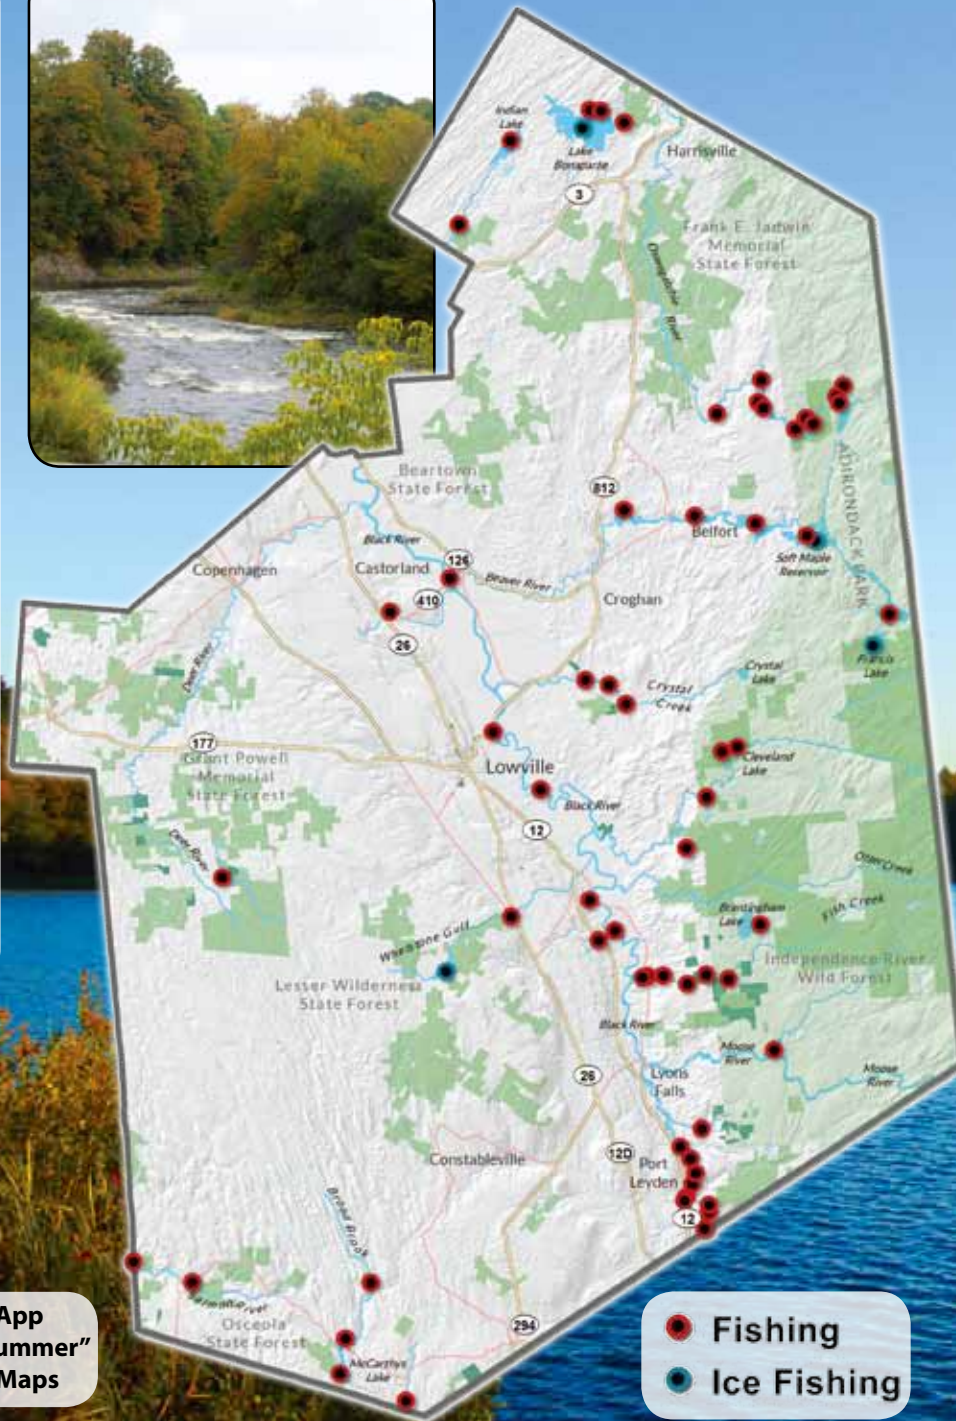 Indian
Lake
Lake
Bonaparte
Harrisville
3
Frank E. Jadwin
Memorial
State Forest
Oswegatchie
River
ADIRONDACK PARK
Beartown
State Forest
812
Belfort
Soft Maple
Reservoir
Black River
126
Castorland
Beaver River
Copenhagen
410
Croghan
26
Francis
Lake
Deer River
Crystal
Lake
Crystal
Creek
177
Grant Powell
Memorial
State Forest
Lowville
Cleveland
Lake
Black River
12
Deer River
Otter Creek
Brantingham
Lake
Fish Creek
Whetstone Gulf
Independence River
Wild Forest
Lesser Wilderness
State Forest
Black River
Moose
River
Moose
River
26
Lyons
Falls
Constableville
12D
Port
Leyden
12
Broad Brook
Osceola
State Forest
294
McCarthys
Lake
App
ummer”
Maps
Fishing
Ice Fishing